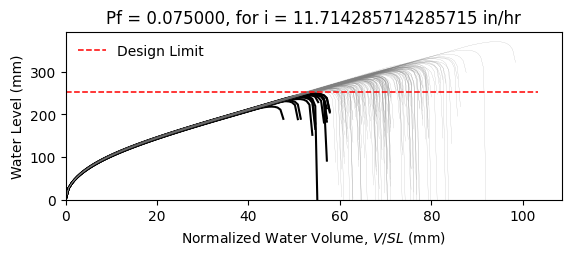 Pf = 0.075000, for i = 11.714285714285715 in/hr
Design Limit
Water Level (mm)
300
200
100
0
0 20 40 60 80 100
Normalized Water Volume, V/SL (mm)